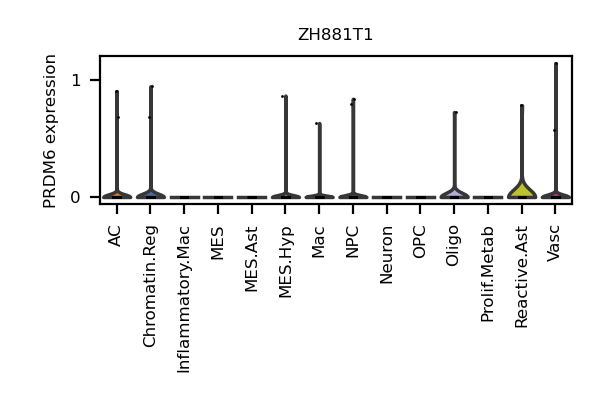 ZH881T1
PRDM6 expression
1
0
AC
Chromatin.Reg
Inflammatory.Mac
MES
MES.Ast
MES.Hyp
Mac
NPC
Neuron
OPC
Oligo
Prolif.Metab
Reactive.Ast
Vasc